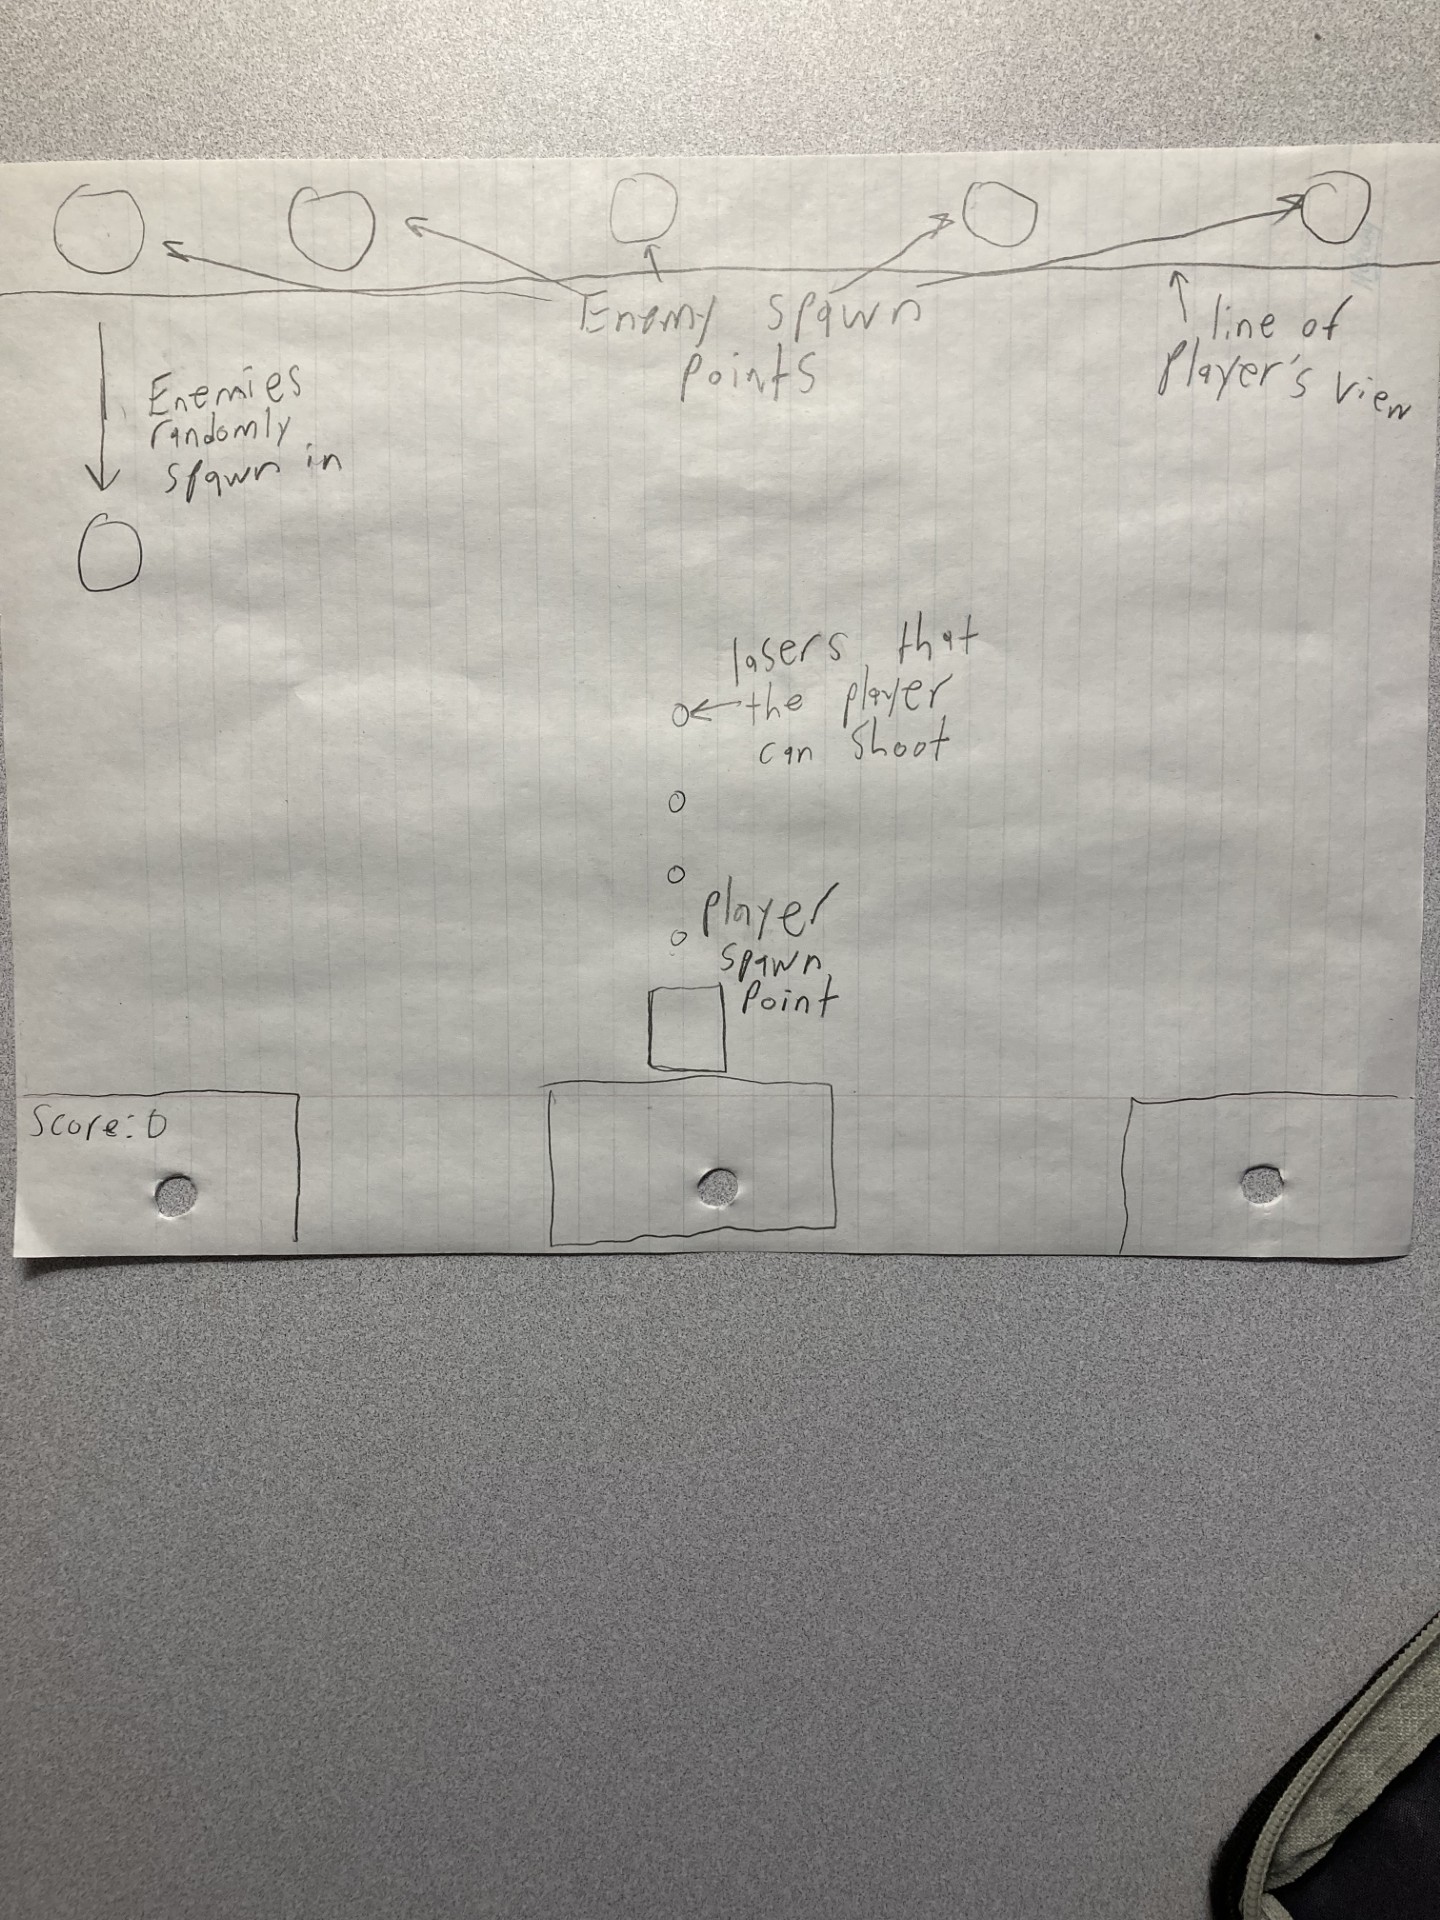 Enemy spawn
points
line of
Player's view
Enemies
randomly
spawn in
lasers that
the player
can shoot
player
spawn
point
Score: 0